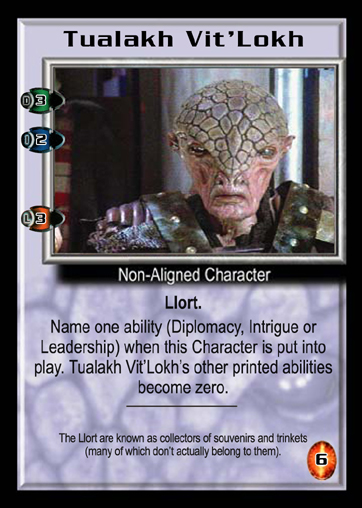 Tualakh Vit'Lokh
D 3
I 2
L 3
Non-Aligned Character
Llort.
Name one ability (Diplomacy, Intrigue or
Leadership) when this Character is put into
play. Tualakh Vit'Lokh's other printed abilities
become zero.
The Llort are known as collectors of souvenirs and trinkets
(many of which don't actually belong to them).
6